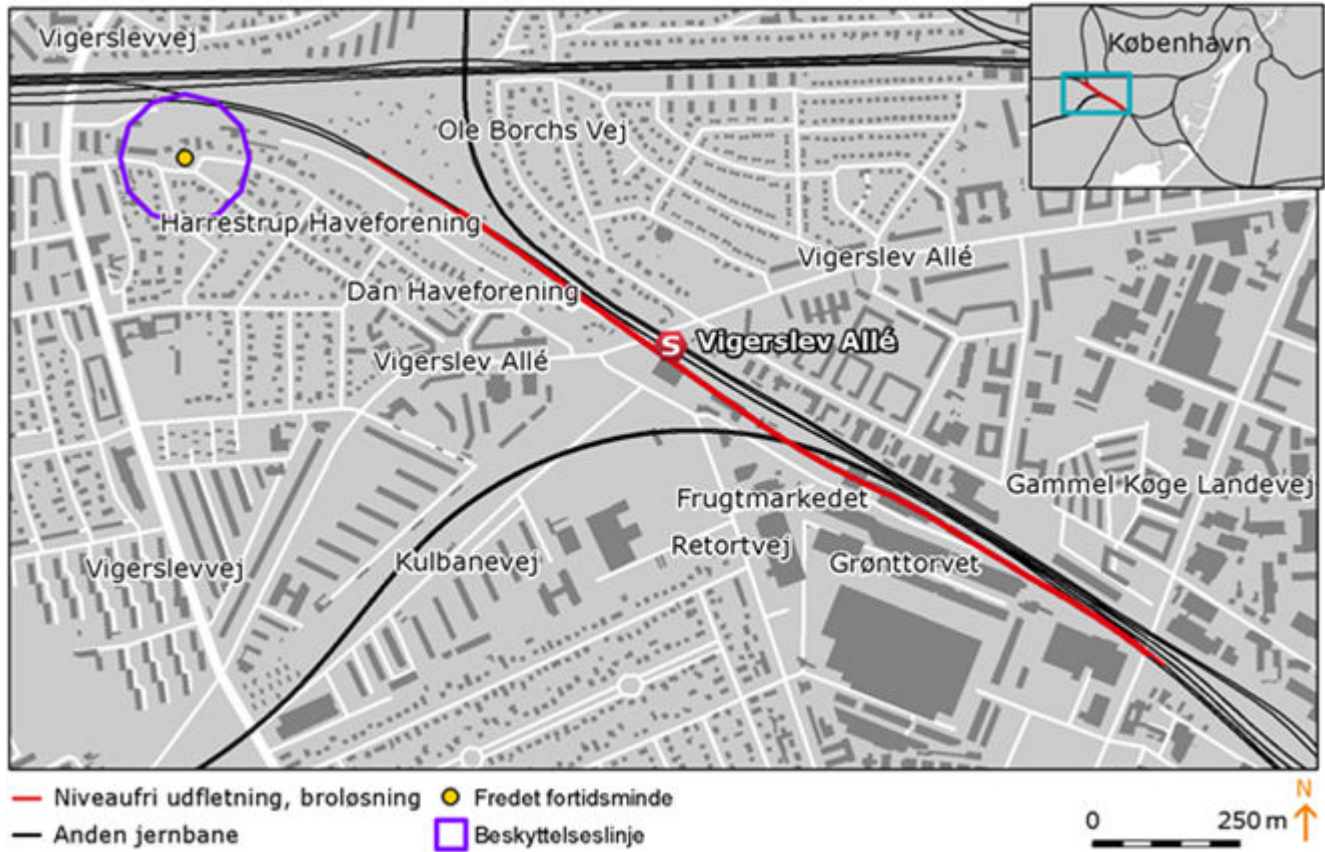 Vigerslevvej
København
Ole Borchs Vej
Harrestrup Haveforening
Vigerslev Allé
Dan Haveforening
S Vigerslev Allé
Vigerslev Allé
Gammel Køge Landevej
Frugtmarkedet
Retortvej
Grønttorvet
Kulbanevej
Vigerslevvej
Niveaufri udfletning, broløsning
Fredet fortidsminde
Anden jernbane
Beskyttelseslinje
0 250 m
N